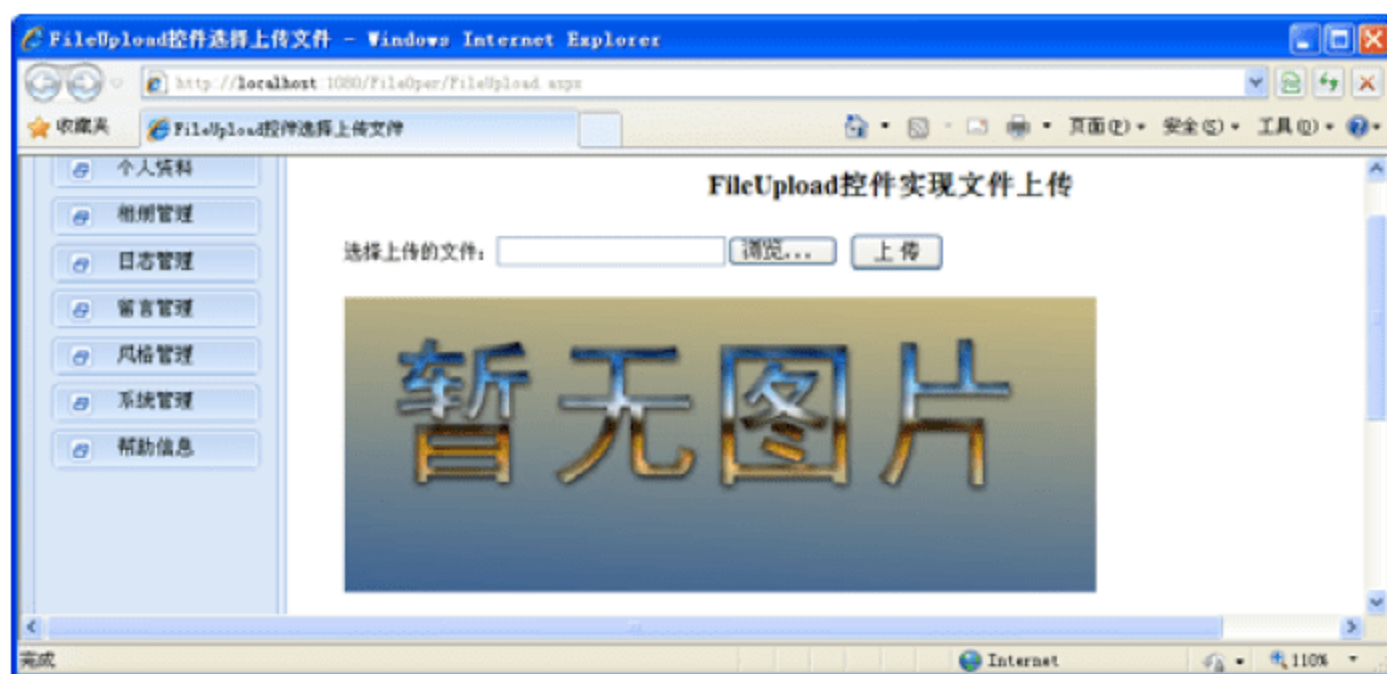 FileUpload控件选择上传文件 - Windows Internet Explorer
http://localhost:1080/FileOper/FileUpload.aspx
收藏夹 FileUpload控件选择上传文件 页面(P) 安全(S) 工具(O)
个人资料
FileUpload控件实现文件上传
相册管理
选择上传的文件: 浏览... 上 传
日志管理
留言管理
风格管理
系统管理
帮助信息
暂无图片
完成 Internet 110%